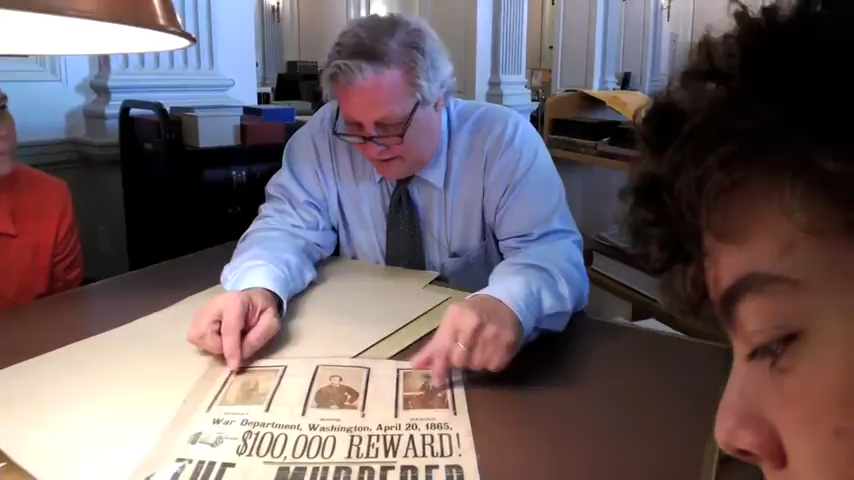 War Department, Washington, April 20, 1865.
$100,000 REWARD!
THE MURDERER